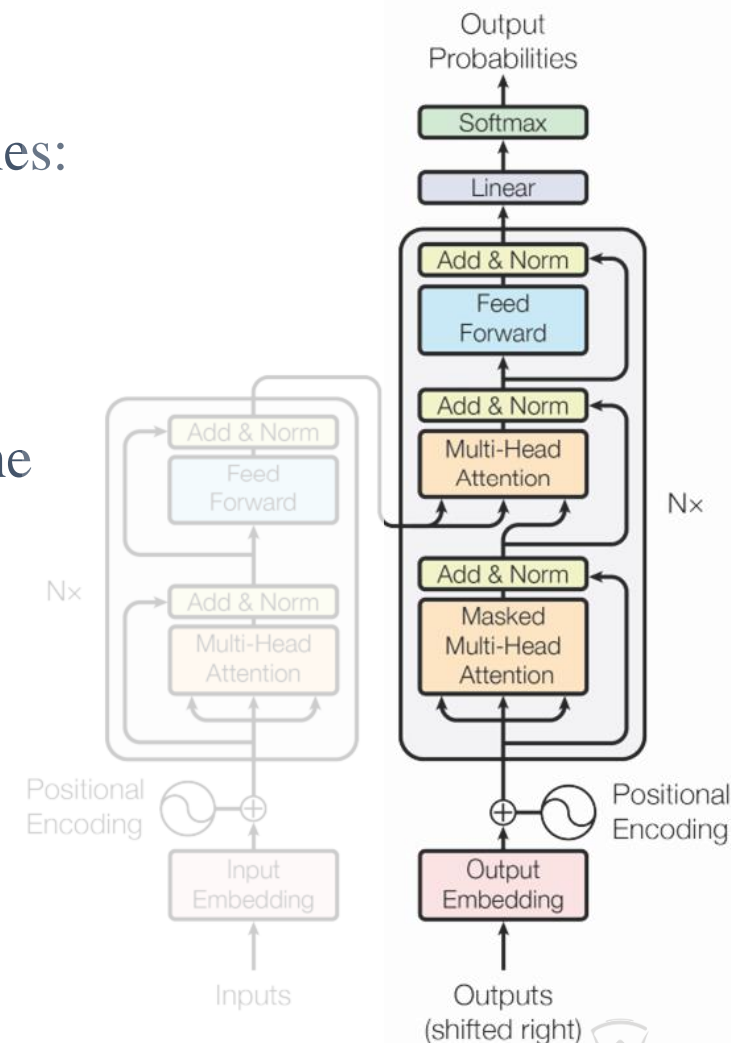 Output
Probabilities
Softmax
Linear
Add & Norm
Feed
Forward
Add & Norm
Multi-Head
Attention
Nx
Add & Norm
Masked
Multi-Head
Attention
Positional
Encoding
Output
Embedding
Outputs
(shifted right)
Add & Norm
Feed
Forward
Nx
Add & Norm
Multi-Head
Attention
Positional
Encoding
Input
Embedding
Inputs